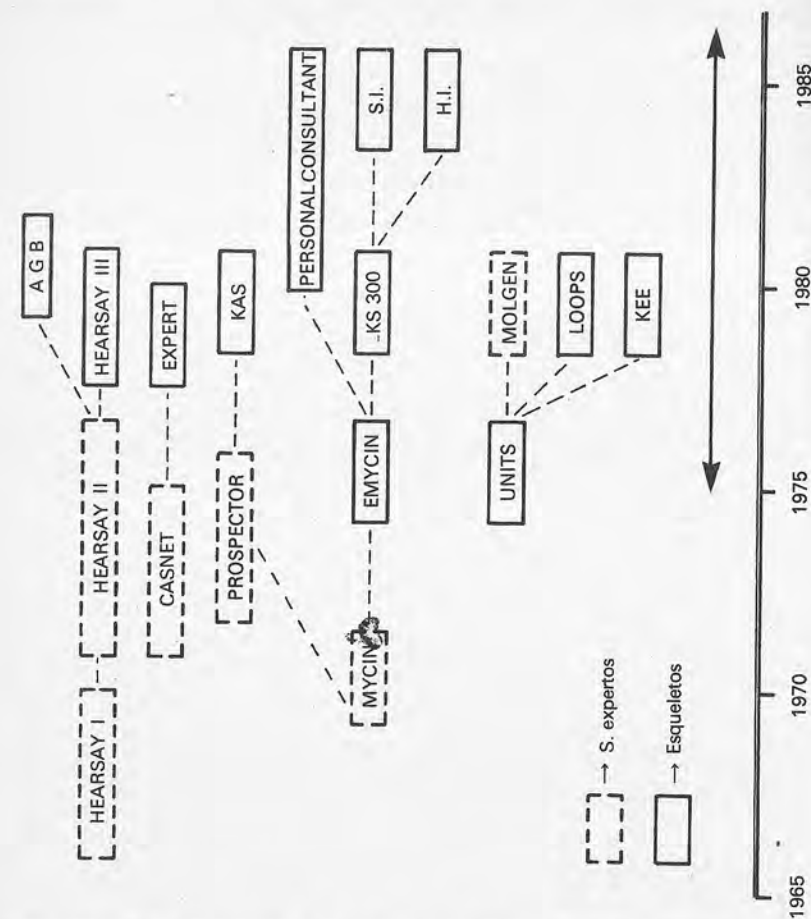 A G B
HEARSAY I
HEARSAY II
HEARSAY III
CASNET
EXPERT
PROSPECTOR
KAS
PERSONAL CONSULTANT
MYCIN
EMYCIN
KS 300
S.I.
H.I.
UNITS
MOLGEN
LOOPS
KEE
→ S. expertos
→ Esqueletos
1965
1970
1975
1980
1985